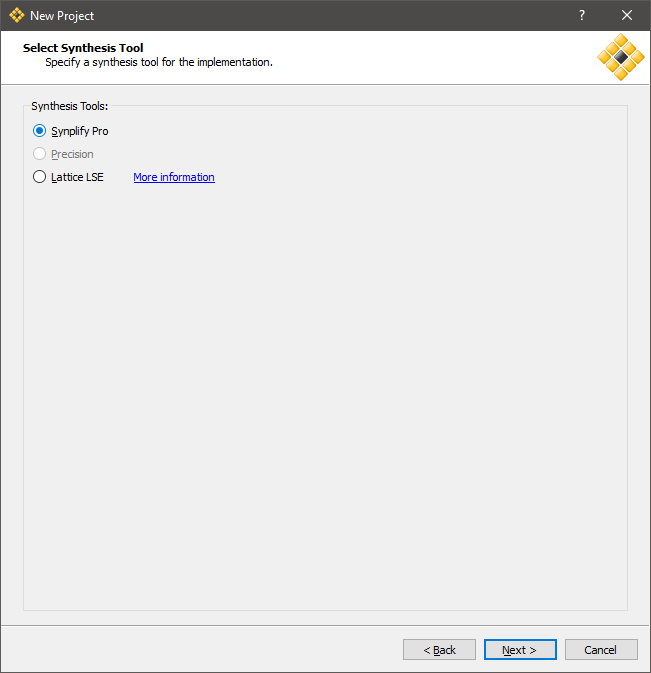 New Project
?
Select Synthesis Tool
Specify a synthesis tool for the implementation.
Synthesis Tools:
Synplify Pro
Precision
Lattice LSE More information
< Back Next > Cancel